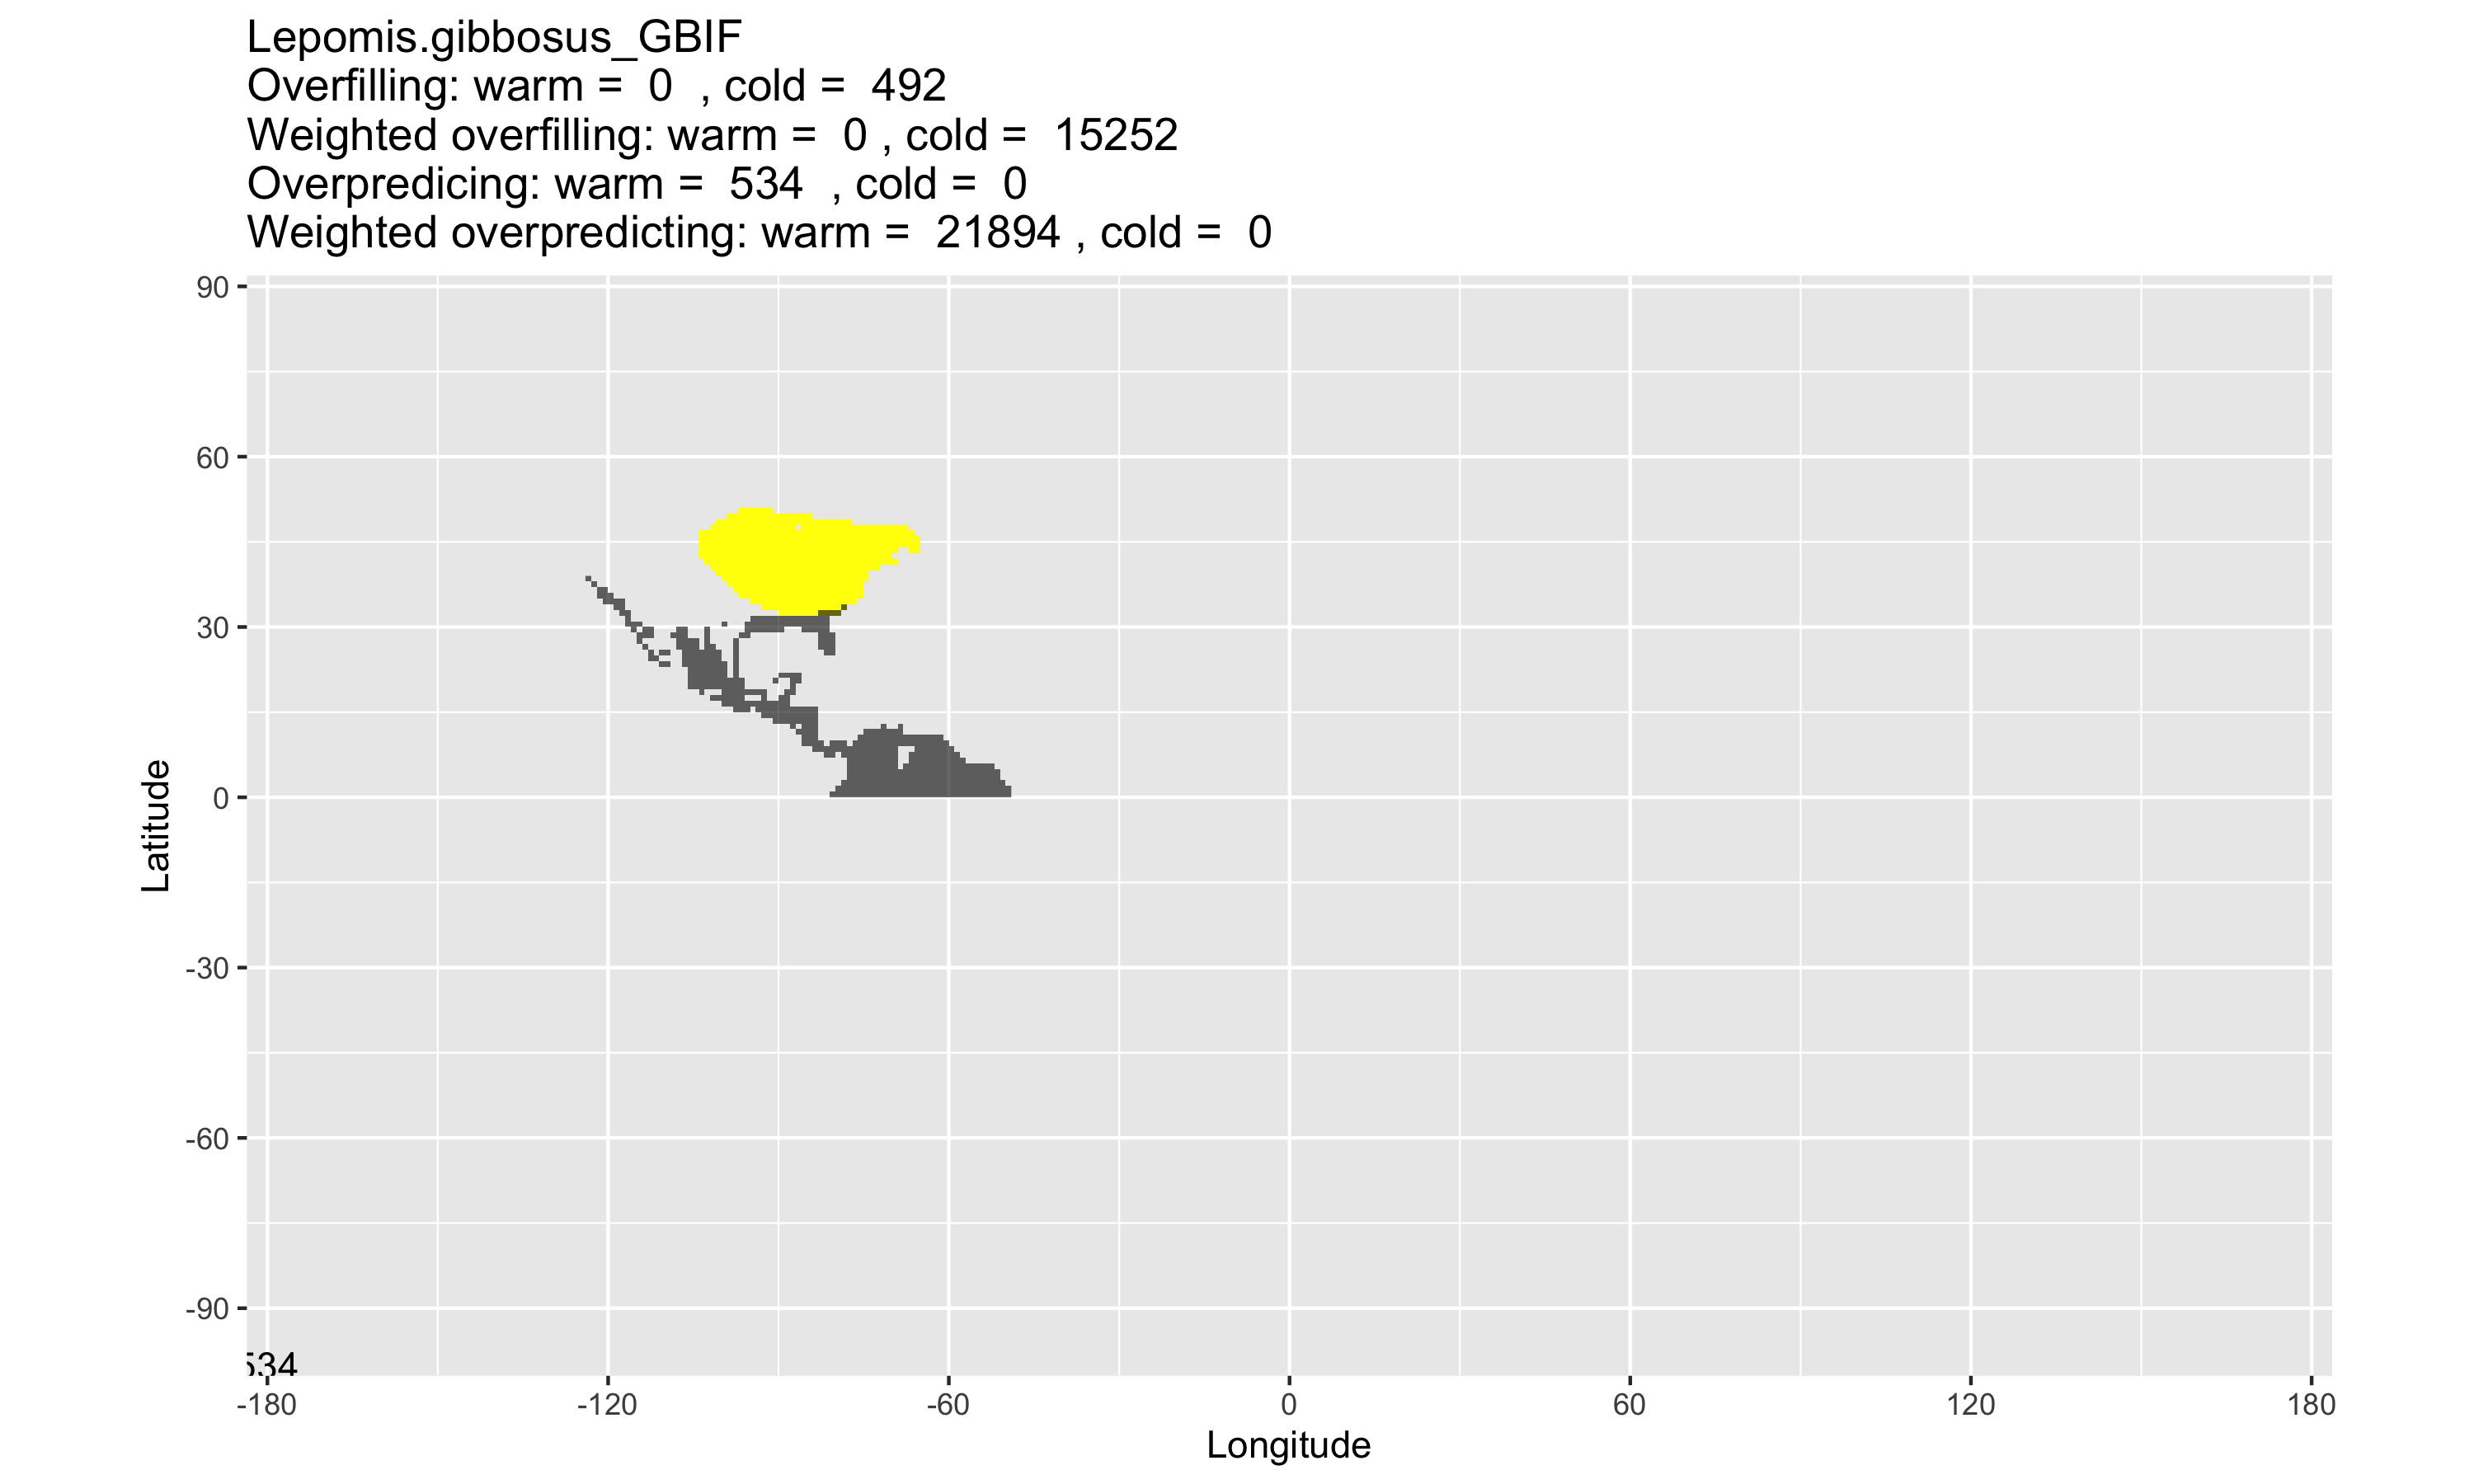 Lepomis.gibbosus_GBIF
Overfilling: warm =  0  , cold =  492
Weighted overfilling: warm =  0 , cold =  15252
Overpredicing: warm =  534  , cold =  0
Weighted overpredicting: warm =  21894 , cold =  0
90
60
30
0
-30
-60
-90
Latitude
534
-180 -120 -60 0 60 120 180
Longitude